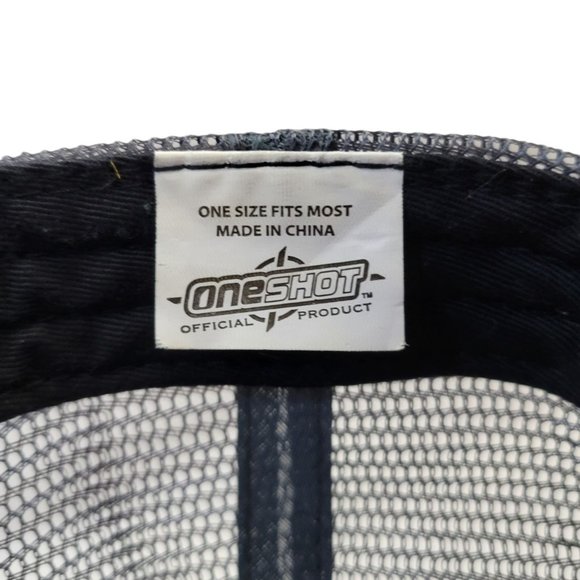 ONE SIZE FITS MOST
MADE IN CHINA
ONESHOT™
OFFICIAL PRODUCT